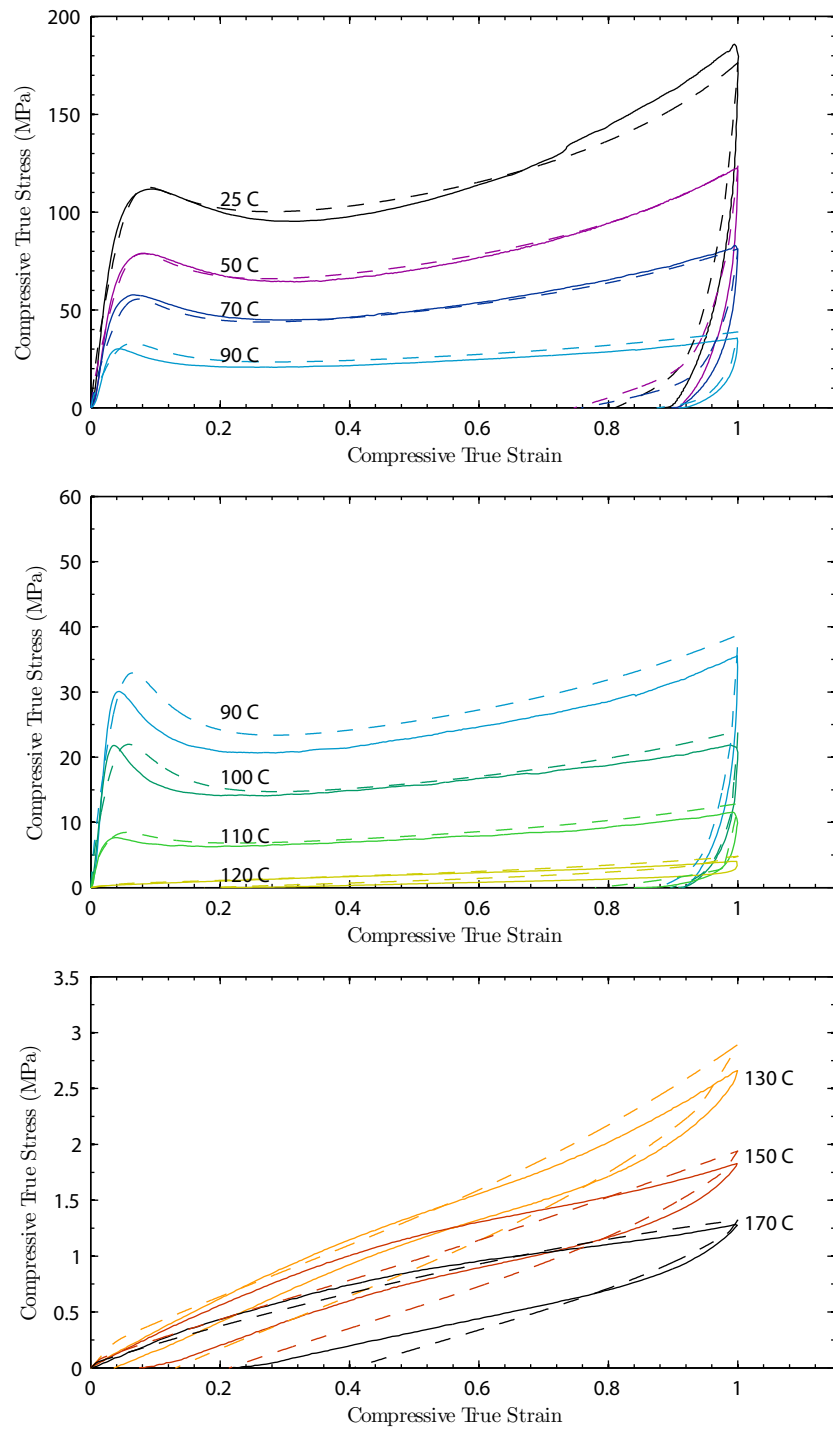 200
150
100
50
0
Compressive True Stress (MPa)
25 C
50 C
70 C
90 C
0 0.2 0.4 0.6 0.8 1
Compressive True Strain
60
50
40
30
20
10
0
Compressive True Stress (MPa)
90 C
100 C
110 C
120 C
0 0.2 0.4 0.6 0.8 1
Compressive True Strain
3.5
3
2.5
2
1.5
1
0.5
0
Compressive True Stress (MPa)
130 C
150 C
170 C
0 0.2 0.4 0.6 0.8 1
Compressive True Strain